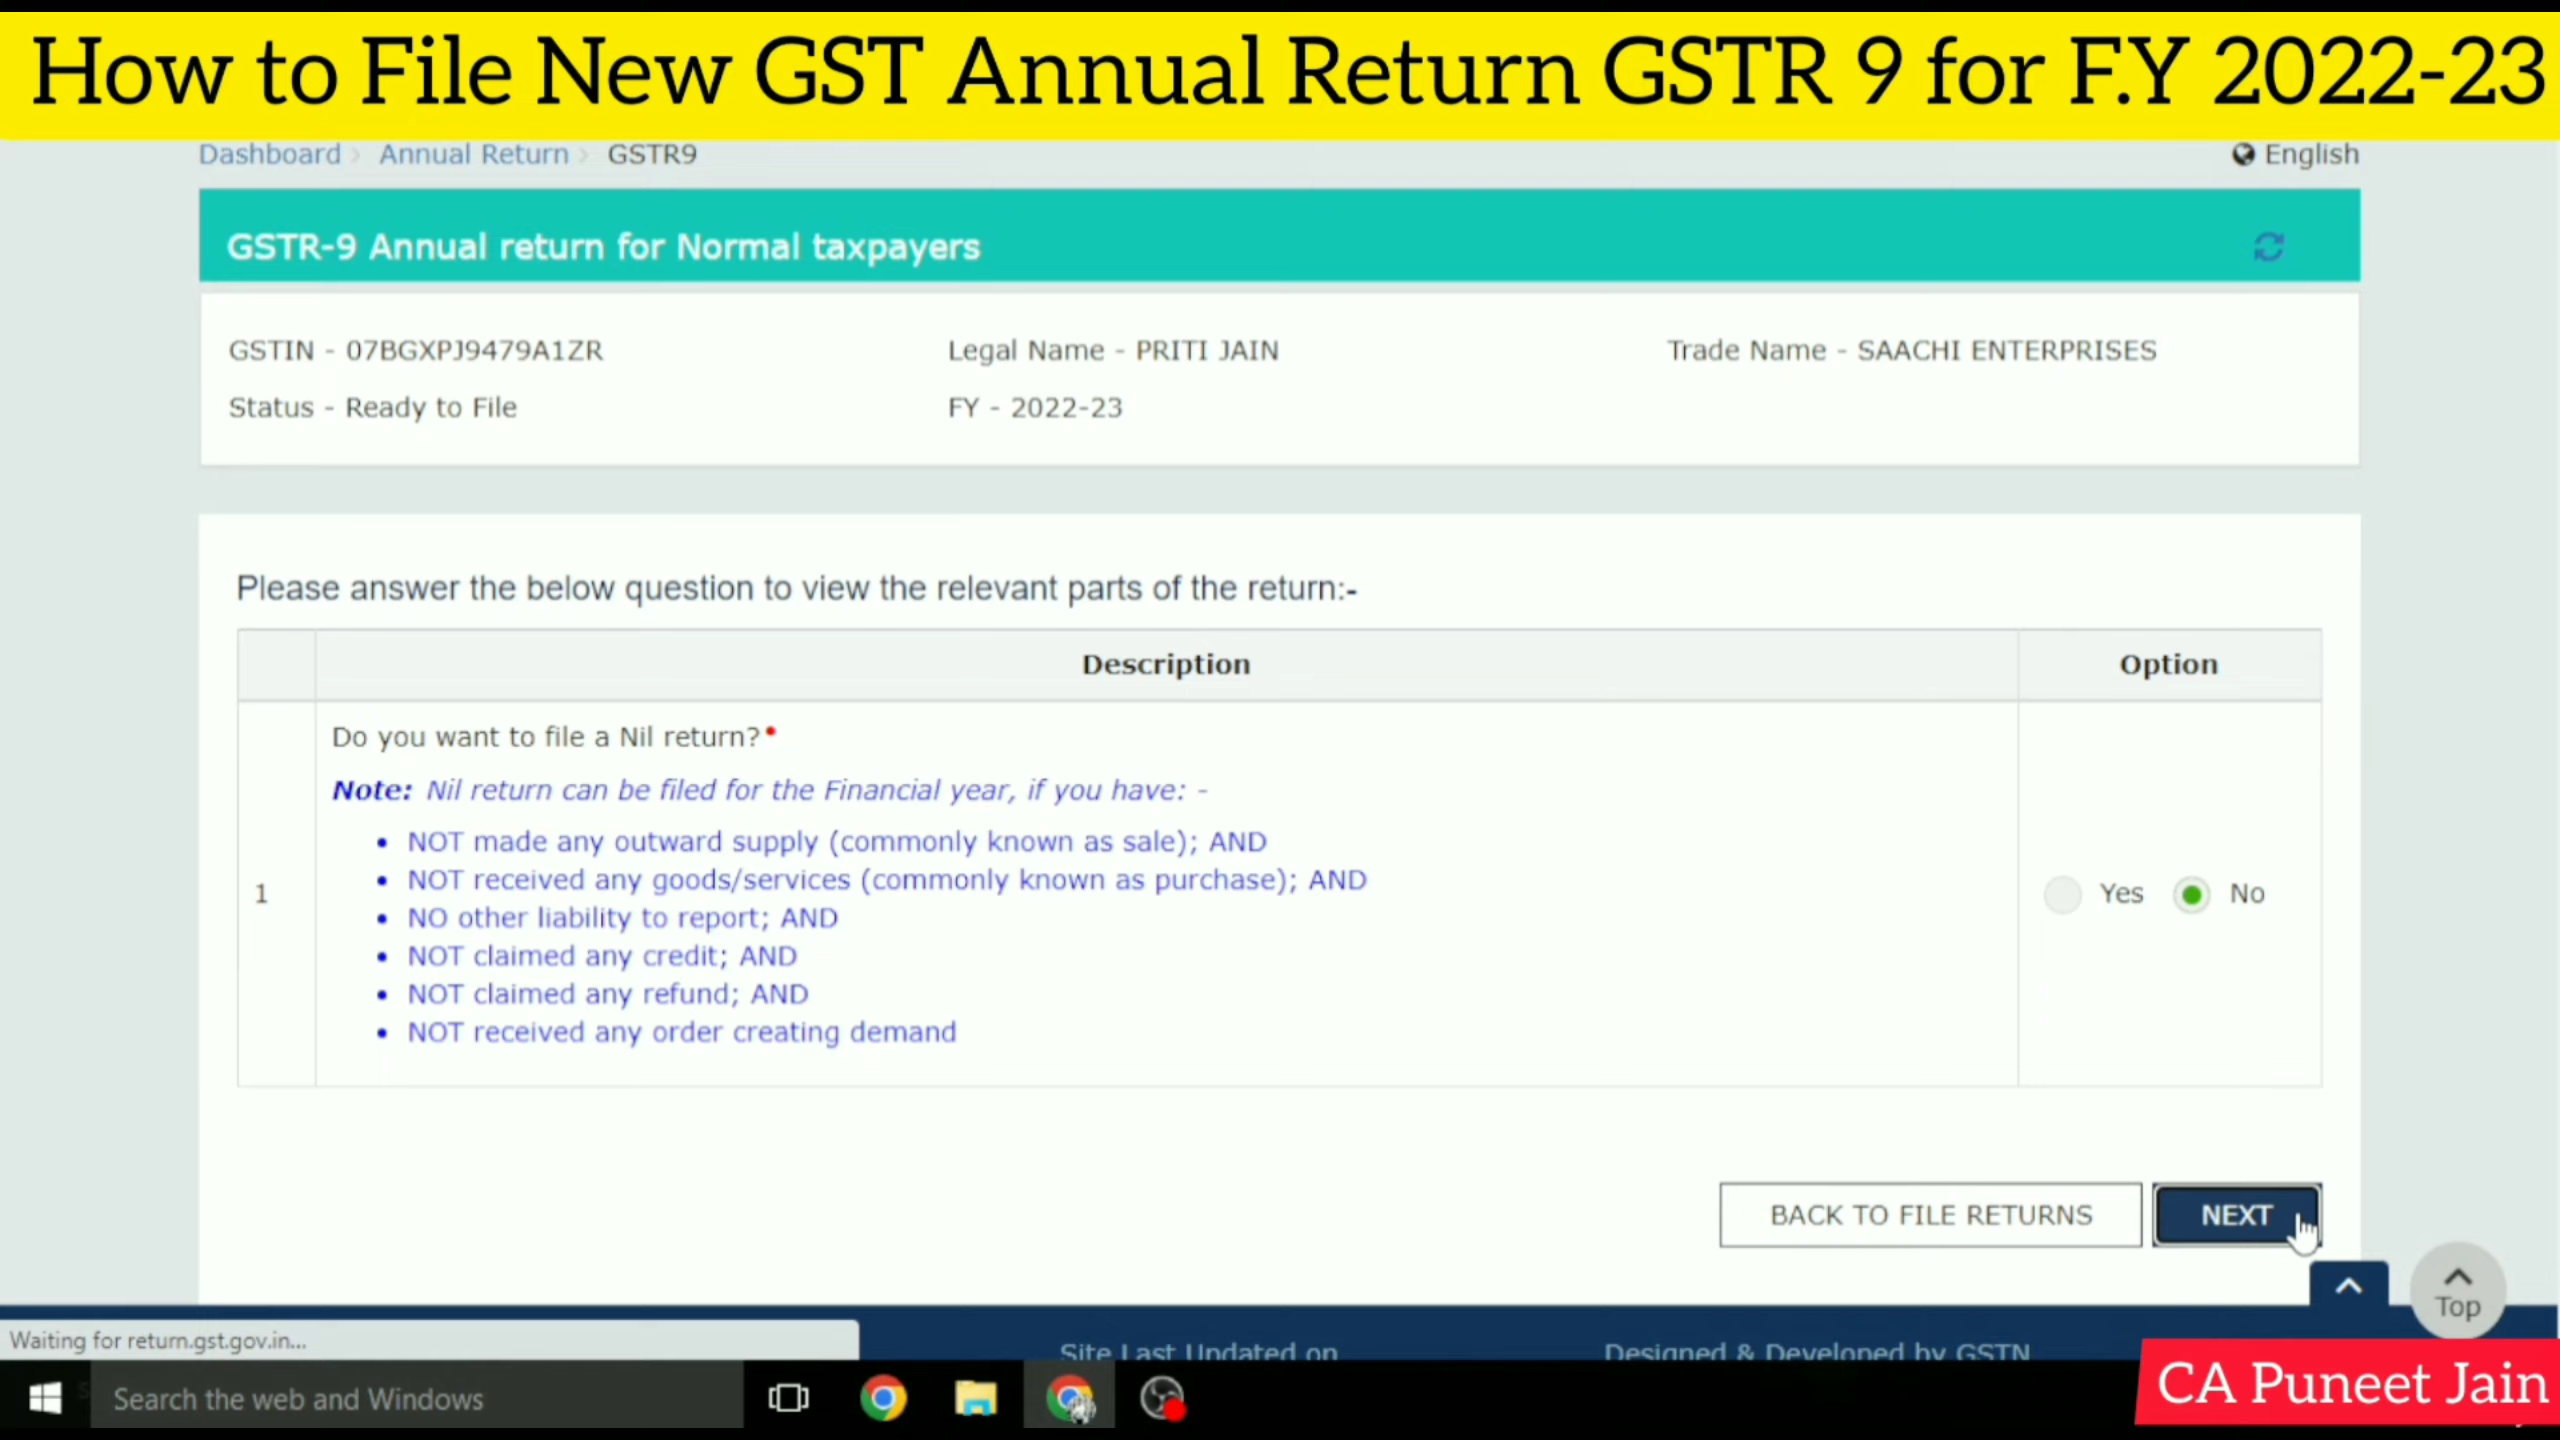 How to File New GST Annual Return GSTR 9 for F.Y 2022-23
Dashboard > Annual Return > GSTR9
English
GSTR-9 Annual return for Normal taxpayers
GSTIN - 07BGXPJ9479A1ZR
Legal Name - PRITI JAIN
Trade Name - SAACHI ENTERPRISES
Status - Ready to File
FY - 2022-23
Please answer the below question to view the relevant parts of the return:-
Description
Option
1
Do you want to file a Nil return?•
Note: Nil return can be filed for the Financial year, if you have: -
• NOT made any outward supply (commonly known as sale); AND
• NOT received any goods/services (commonly known as purchase); AND
• NO other liability to report; AND
• NOT claimed any credit; AND
• NOT claimed any refund; AND
• NOT received any order creating demand
Yes
No
BACK TO FILE RETURNS
NEXT
Top
Waiting for return.gst.gov.in...
Site Last Updated on
Designed & Developed by GSTN
Search the web and Windows
CA Puneet Jain